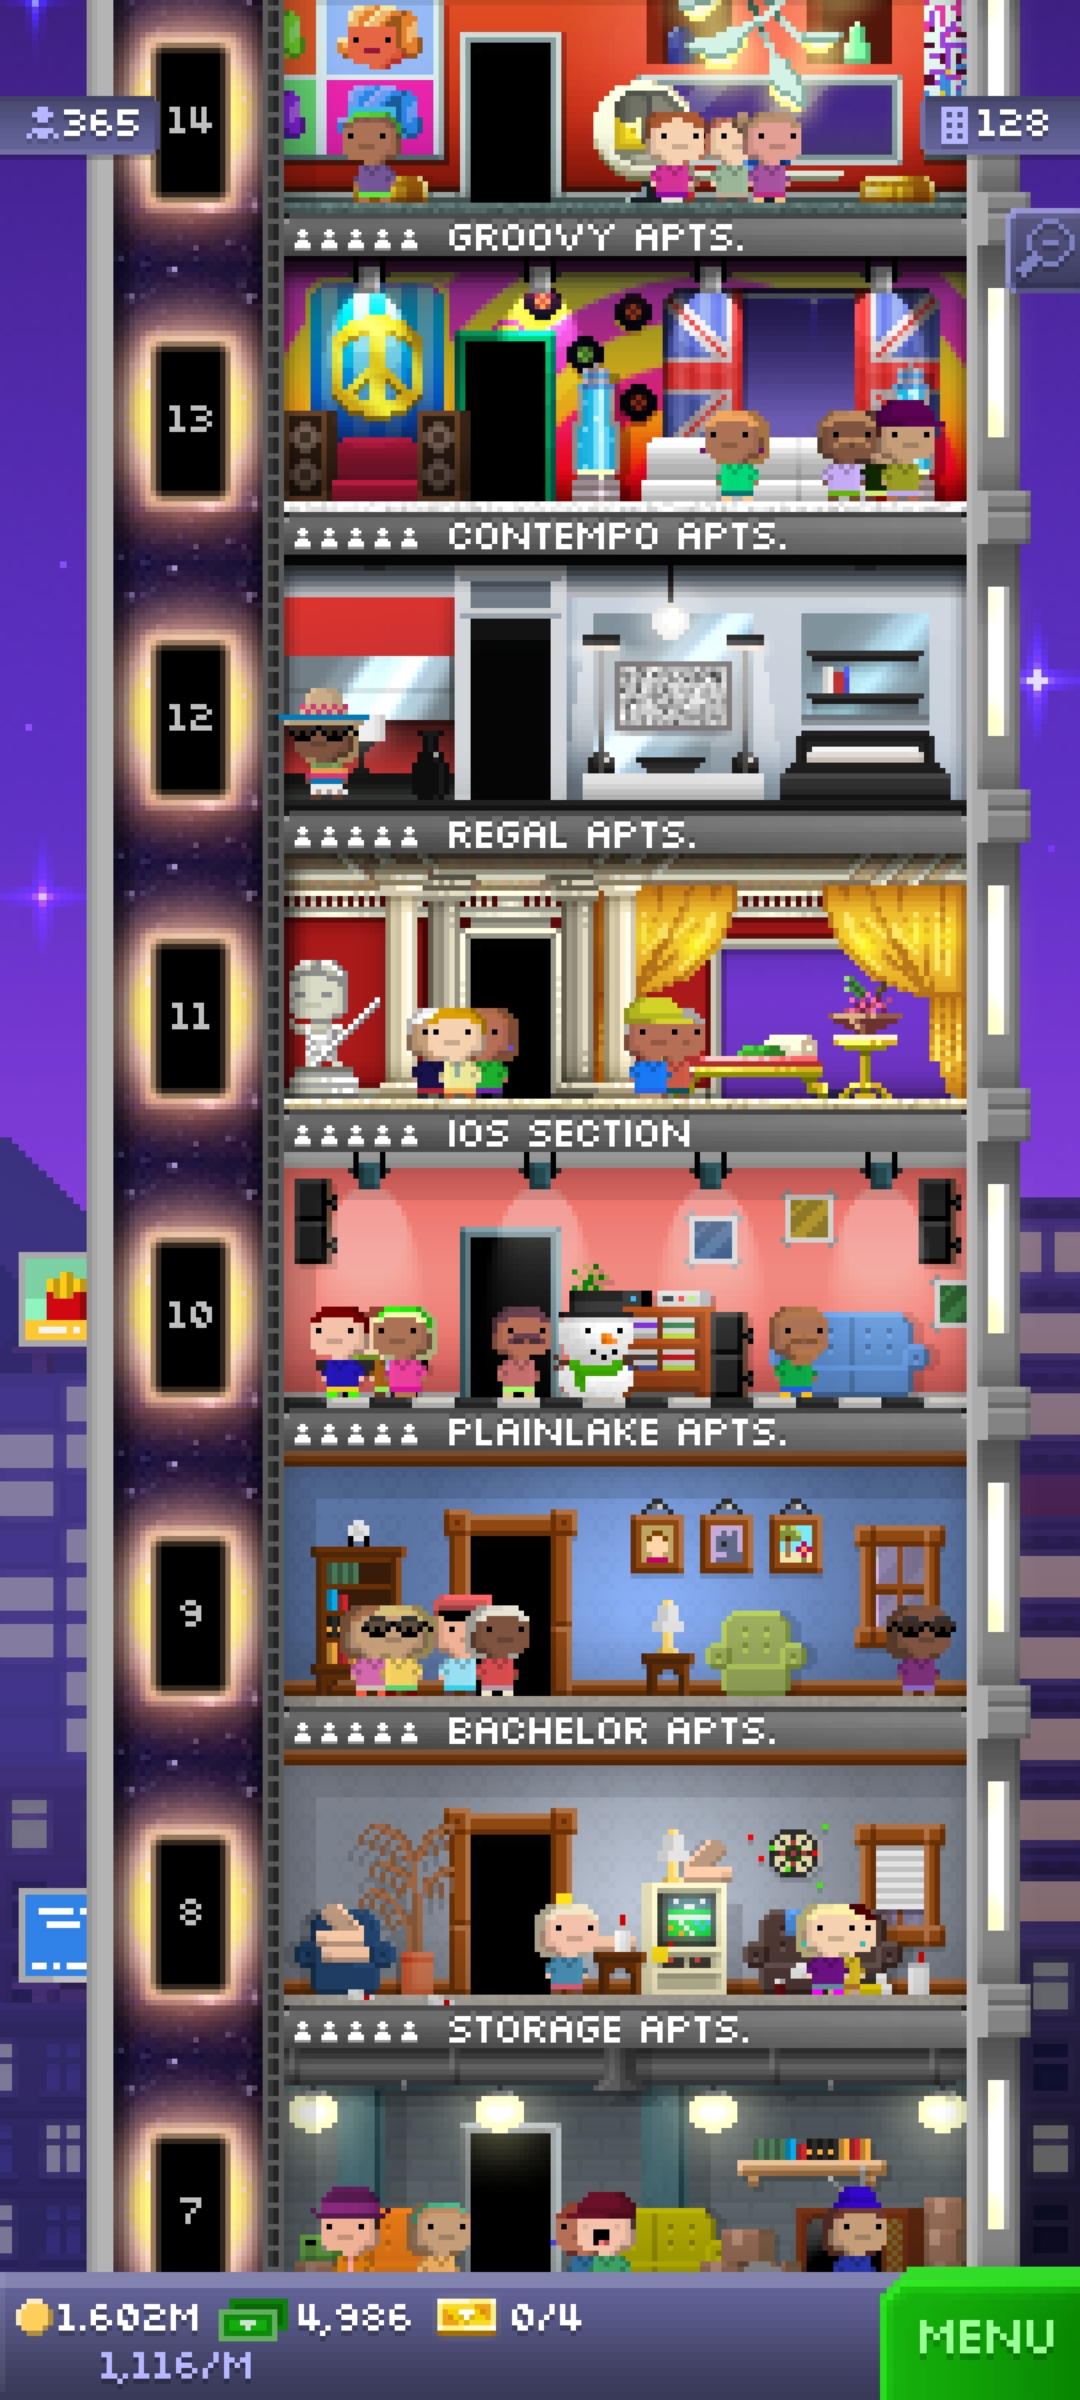 14
365
128
GROOVY APTS.
13
CONTEMPO APTS.
12
REGAL APTS.
11
IOS SECTION
10
PLAINLAKE APTS.
9
BACHELOR APTS.
8
STORAGE APTS.
7
1.602M 4,986 0/4
1,116/M
MENU